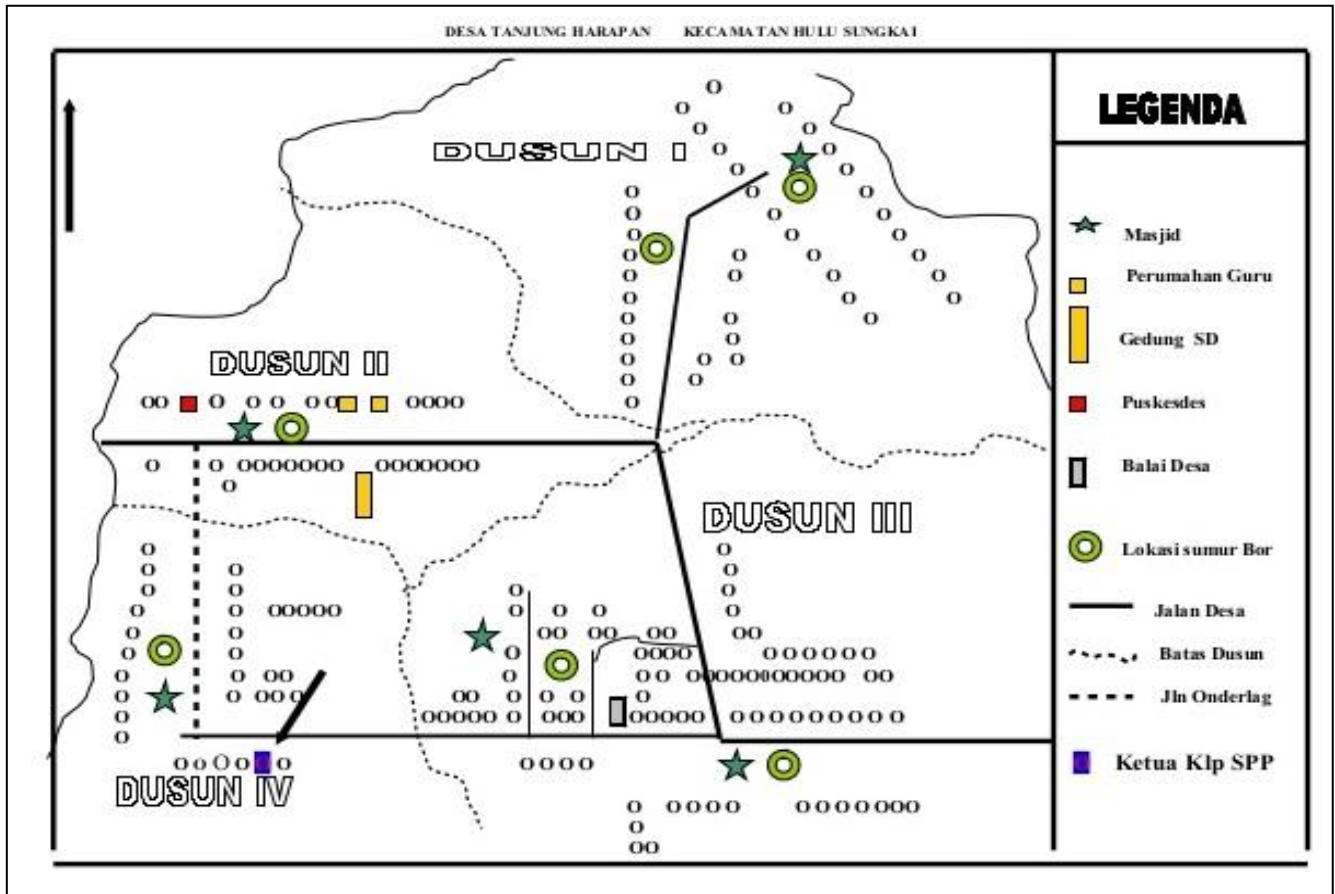 DESA TANJUNG HARAPAN KECAMATAN HULU SUNGKAI
LEGENDA
DUSUN I
Masjid
Perumahan Guru
Gedung SD
DUSUN II
Puskesdes
Balai Desa
DUSUN III
Lokasi sumur Bor
Jalan Desa
Batas Dusun
Jln Onderlag
Ketua Klp SPP
DUSUN IV